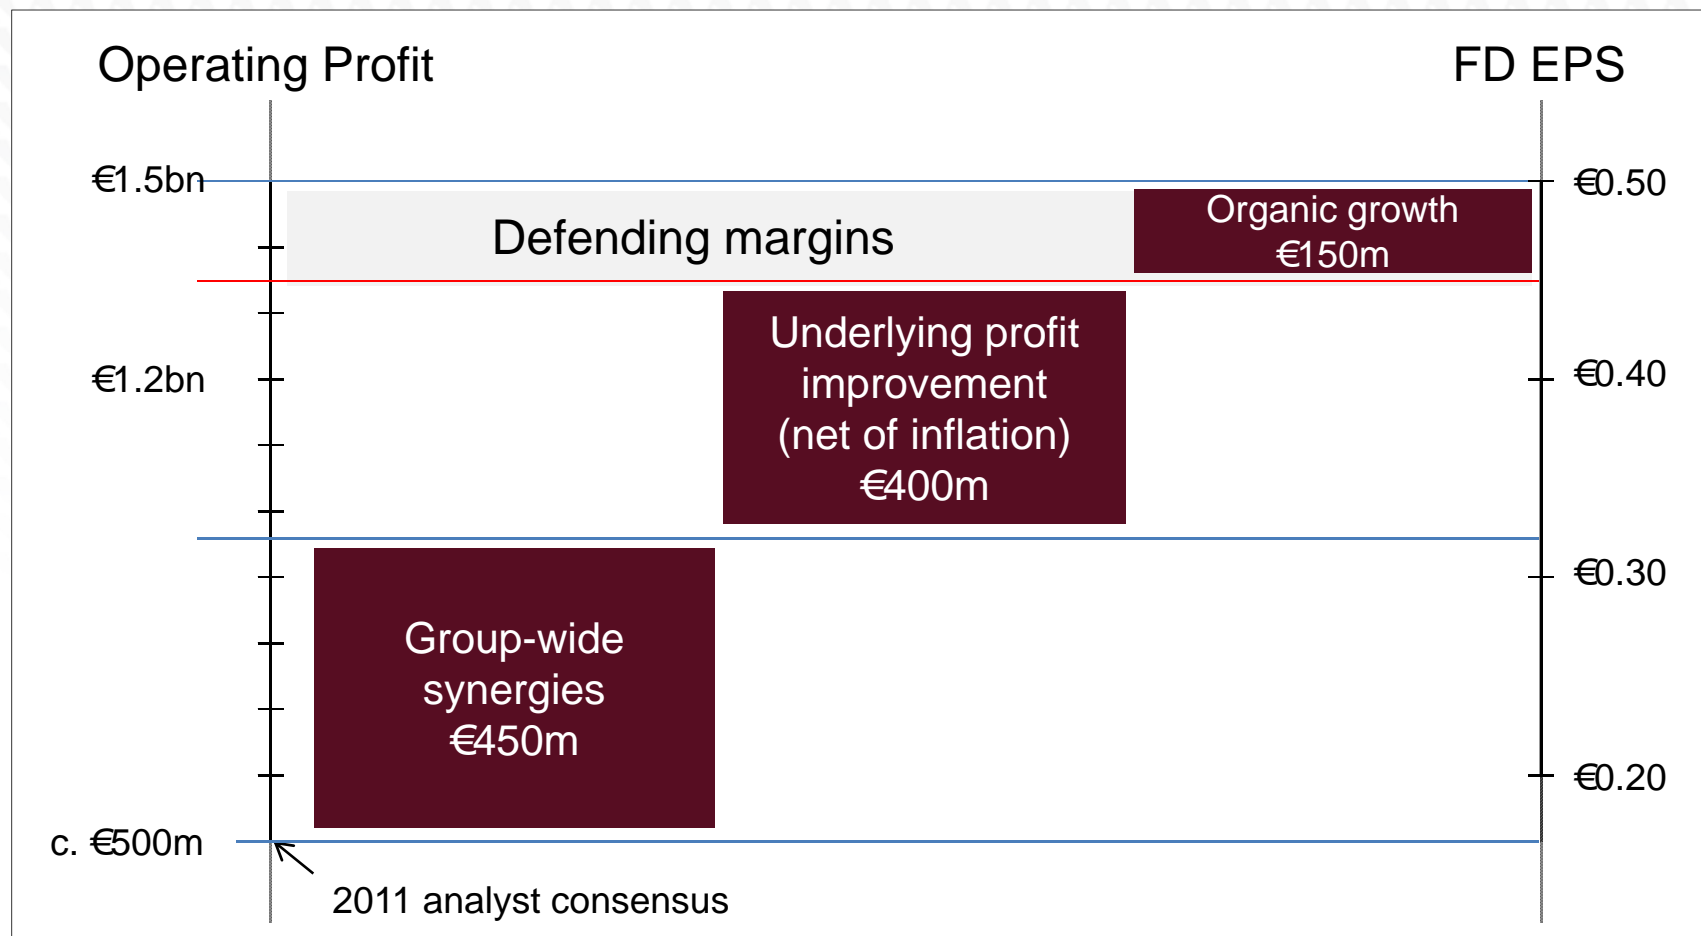 Operating Profit
FD EPS
€1.5bn
€0.50
Defending margins
Organic growth
€150m
Underlying profit
improvement
(net of inflation)
€400m
€1.2bn
€0.40
€0.30
Group-wide
synergies
€450m
€0.20
c. €500m
2011 analyst consensus